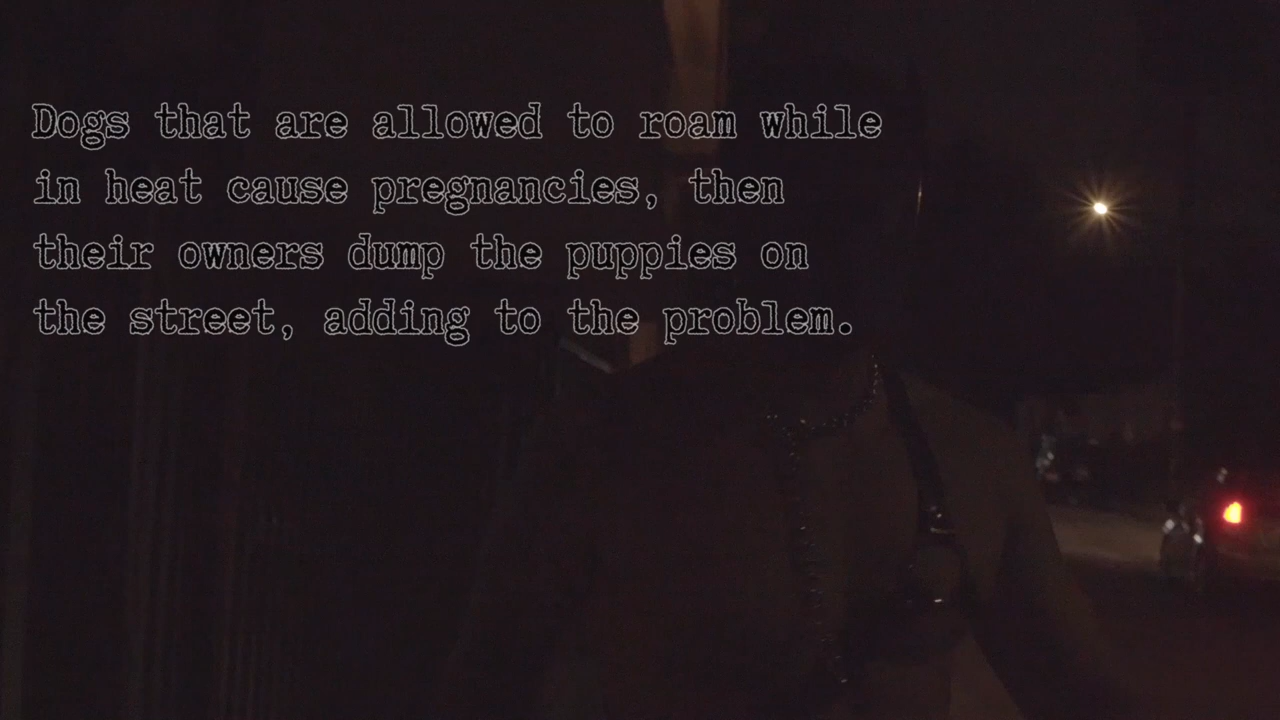 Dogs that are allowed to roam while
in heat cause pregnancies, then
their owners dump the puppies on
the street, adding to the problem.